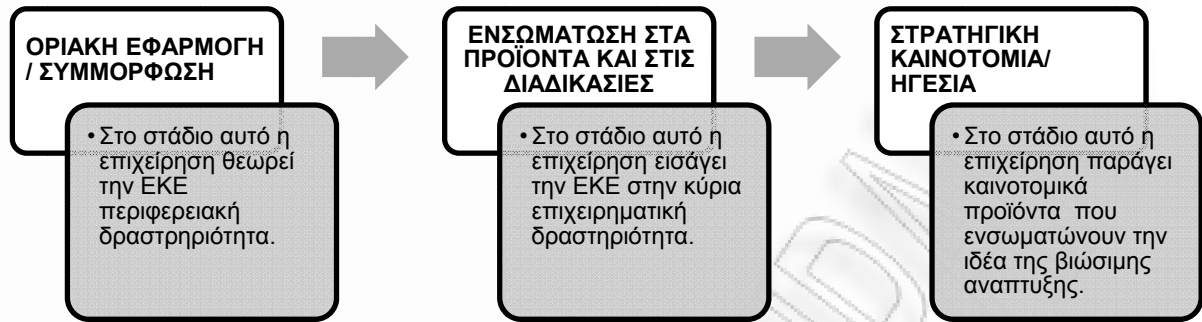 ΟΡΙΑΚΗ ΕΦΑΡΜΟΓΗ
/ ΣΥΜΜΟΡΦΩΣΗ
• Στο στάδιο αυτό η
επιχείρηση θεωρεί
την ΕΚΕ
περιφερειακή
δραστρηριότητα.
ΕΝΣΩΜΑΤΩΣΗ ΣΤΑ
ΠΡΟΪΟΝΤΑ ΚΑΙ ΣΤΙΣ
ΔΙΑΔΙΚΑΣΙΕΣ
• Στο στάδιο αυτό η
επιχείρηση εισάγει
την ΕΚΕ στην κύρια
επιχειρηματική
δραστηριότητα.
ΣΤΡΑΤΗΓΙΚΗ
ΚΑΙΝΟΤΟΜΙΑ/
ΗΓΕΣΙΑ
• Στο στάδιο αυτό η
επιχείρηση παράγει
καινοτομικά
προϊόντα που
ενσωματώνουν την
ιδέα της βιώσιμης
αναπτυξης.